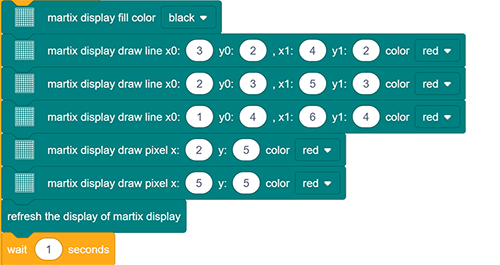 martix display fill color black
martix display draw line x0: 3 y0: 2 , x1: 4 y1: 2 color red
martix display draw line x0: 2 y0: 3 , x1: 5 y1: 3 color red
martix display draw line x0: 1 y0: 4 , x1: 6 y1: 4 color red
martix display draw pixel x: 2 y: 5 color red
martix display draw pixel x: 5 y: 5 color red
refresh the display of martix display
wait 1 seconds